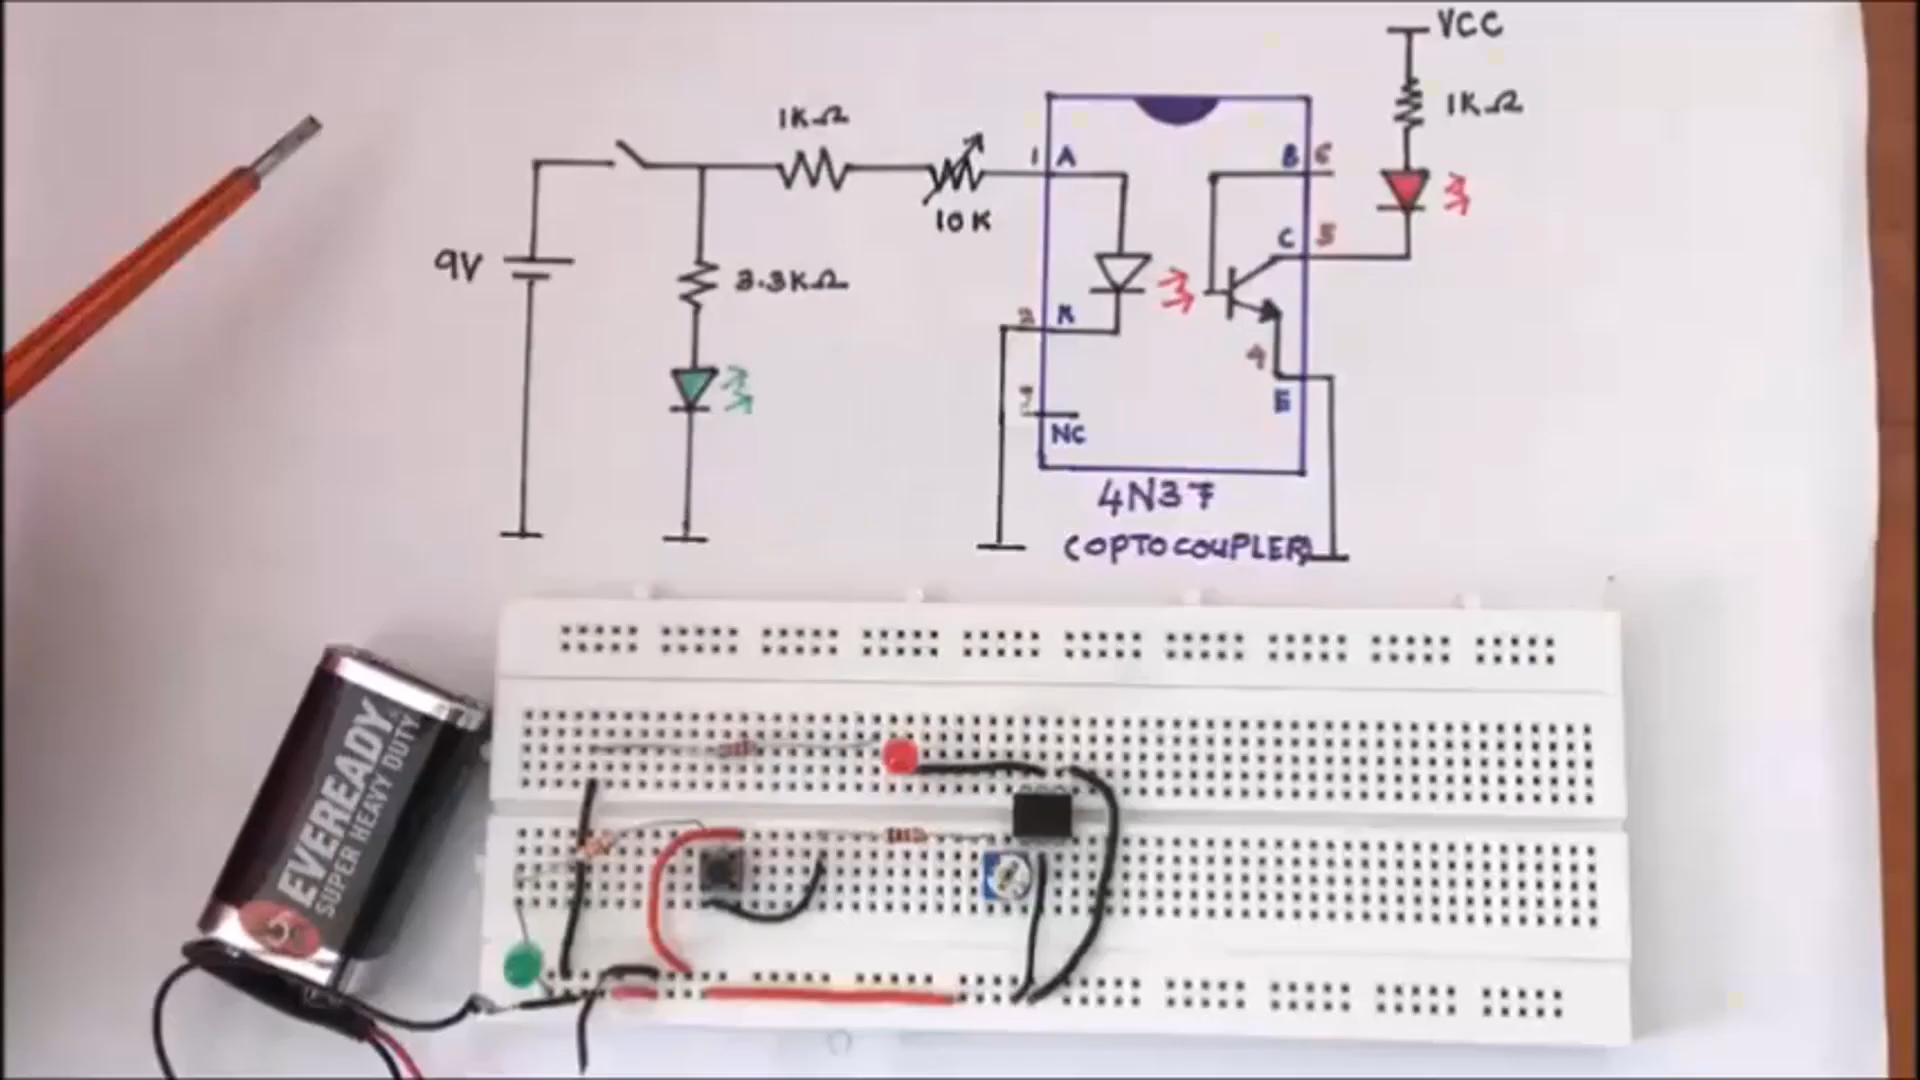 VCC
1KΩ
1KΩ
10K
9V
3.3KΩ
1 A
B 6
C 5
2 K
4
E
3
NC
4N37
(OPTOCOUPLER)
EVEREADY
SUPER HEAVY DUTY